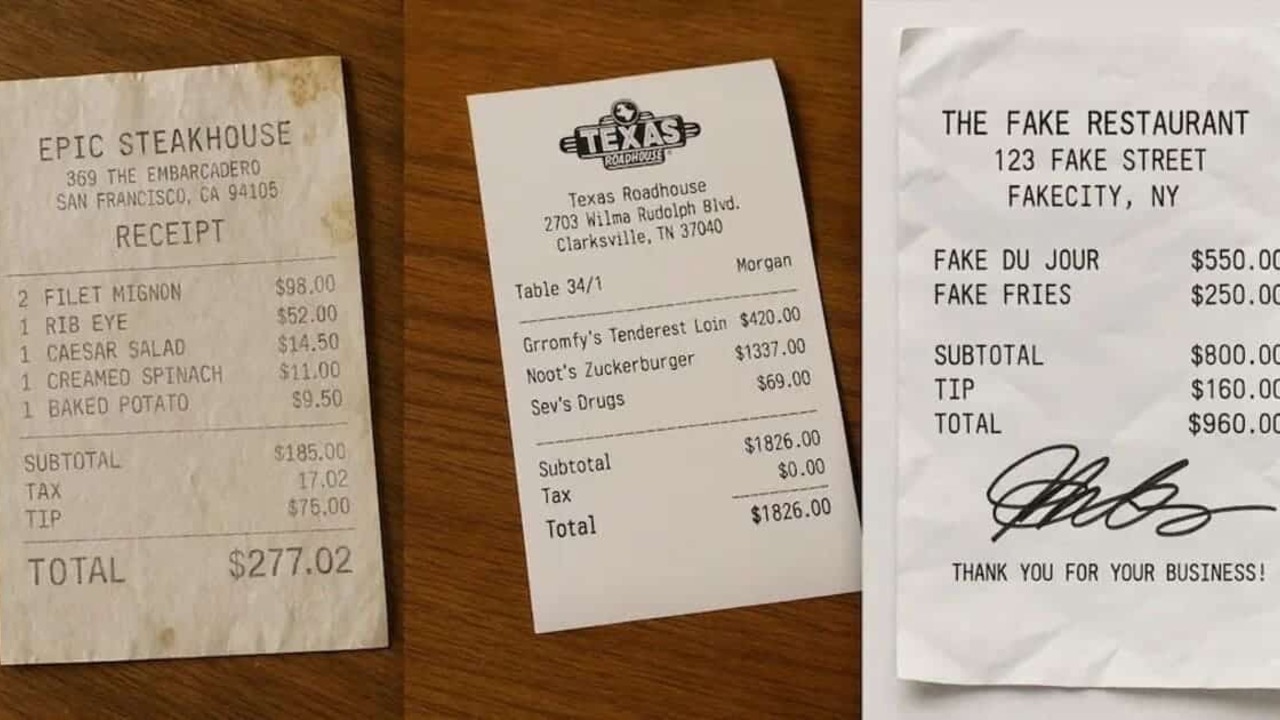 EPIC STEAKHOUSE
369 THE EMBARCADERO
SAN FRANCISCO, CA 94105
RECEIPT
2 FILET MIGNON $98.00
1 RIB EYE $52.00
1 CAESAR SALAD $14.50
1 CREAMED SPINACH $11.00
1 BAKED POTATO $9.50
SUBTOTAL $185.00
TAX 17.02
TIP $75.00
TOTAL $277.02
TEXAS
ROADHOUSE
Texas Roadhouse
2703 Wilma Rudolph Blvd.
Clarksville, TN 37040
Morgan
Table 34/1
Grromfy's Tenderest Loin $420.00
Noot's Zuckerburger $1337.00
Sev's Drugs $69.00
Subtotal $1826.00
Tax $0.00
Total $1826.00
THE FAKE RESTAURANT
123 FAKE STREET
FAKECITY, NY
FAKE DU JOUR $550.00
FAKE FRIES $250.00
SUBTOTAL $800.00
TIP $160.00
TOTAL $960.00
THANK YOU FOR YOUR BUSINESS!